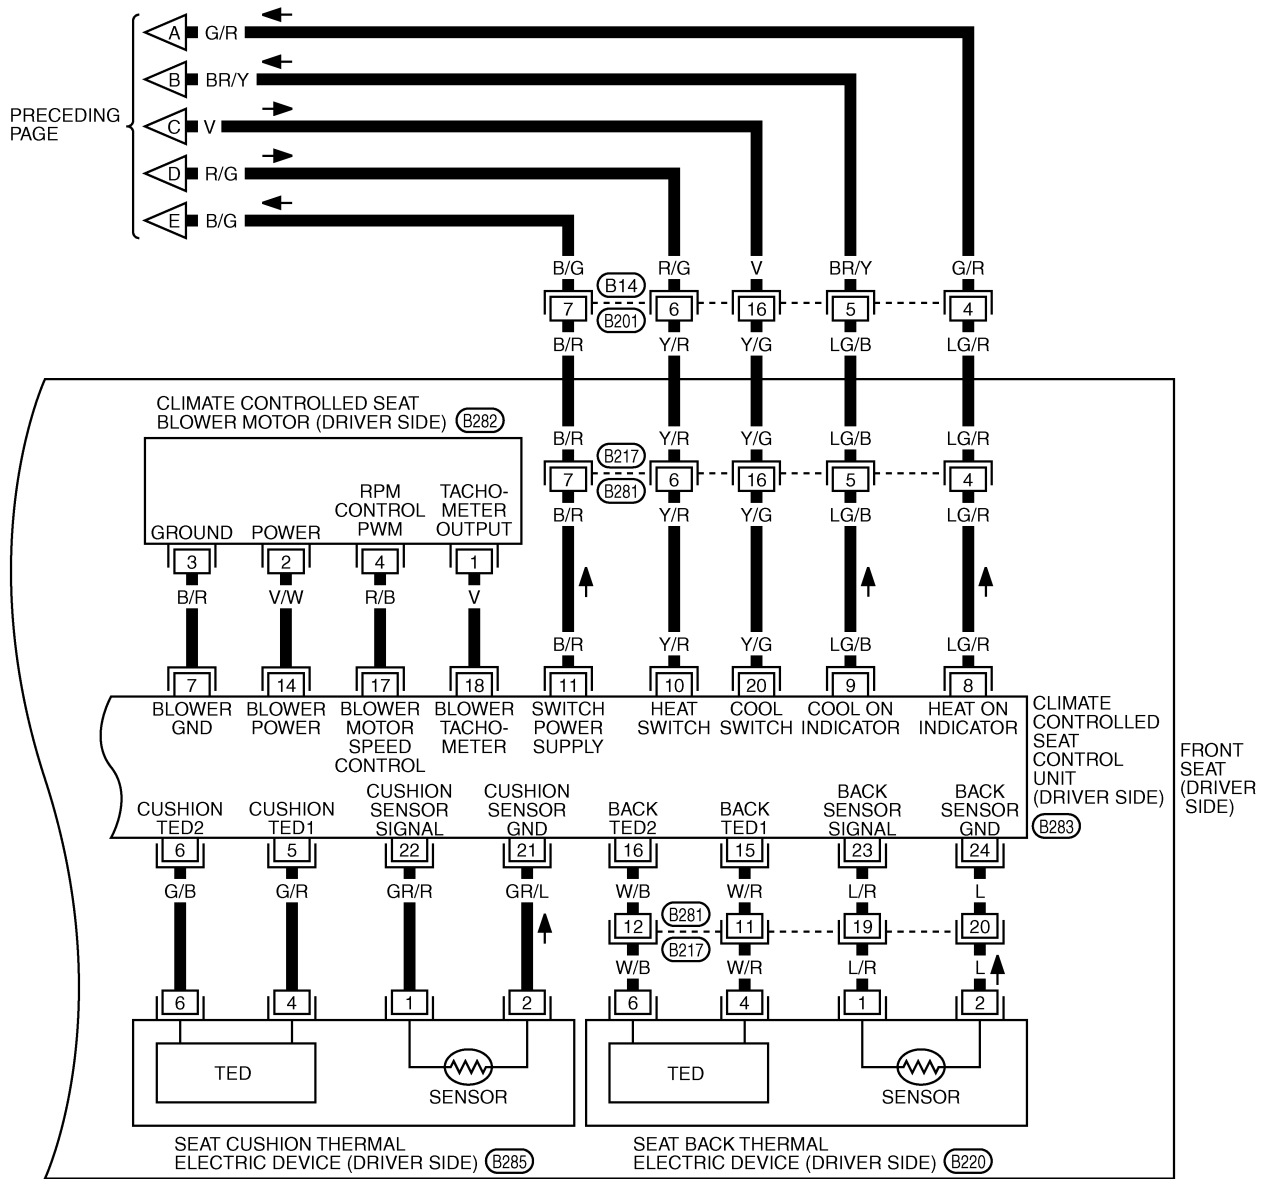 A G/R
B BR/Y
PRECEDING
PAGE
C V
D R/G
E B/G
B/G R/G V BR/Y G/R
B14
7 6 16 5 4
B201
B/R Y/R Y/G LG/B LG/R
CLIMATE CONTROLLED SEAT
BLOWER MOTOR (DRIVER SIDE) B282
B/R Y/R Y/G LG/B LG/R
B217
7 6 16 5 4
B281
B/R Y/R Y/G LG/B LG/R
GROUND
POWER
RPM
CONTROL
PWM
TACHO-
METER
OUTPUT
3 2 4 1
B/R V/W R/B V
B/R Y/R Y/G LG/B LG/R
7 14 17 18 11 10 20 9 8
BLOWER
GND
BLOWER
POWER
BLOWER
MOTOR
SPEED
CONTROL
BLOWER
TACHO-
METER
SWITCH
POWER
SUPPLY
HEAT
SWITCH
COOL
SWITCH
COOL ON
INDICATOR
HEAT ON
INDICATOR
CLIMATE
CONTROLLED
SEAT
CONTROL
UNIT
(DRIVER SIDE)
B283
FRONT
SEAT
(DRIVER
SIDE)
CUSHION
TED2
CUSHION
TED1
CUSHION
SENSOR
SIGNAL
CUSHION
SENSOR
GND
BACK
TED2
BACK
TED1
BACK
SENSOR
SIGNAL
BACK
SENSOR
GND
6 5 22 21 16 15 23 24
G/B G/R GR/R GR/L W/B W/R L/R L
B281
12 11 19 20
B217
W/B W/R L/R L
6 4 1 2 6 4 1 2
TED
SENSOR
TED
SENSOR
SEAT CUSHION THERMAL
ELECTRIC DEVICE (DRIVER SIDE) B285
SEAT BACK THERMAL
ELECTRIC DEVICE (DRIVER SIDE) B220